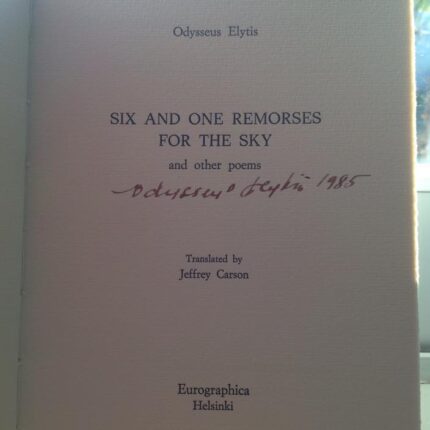 Odysseus Elytis
SIX AND ONE REMORSES
FOR THE SKY
and other poems
Odysseus Elytis 1985
Translated by
Jeffrey Carson
Eurographica
Helsinki